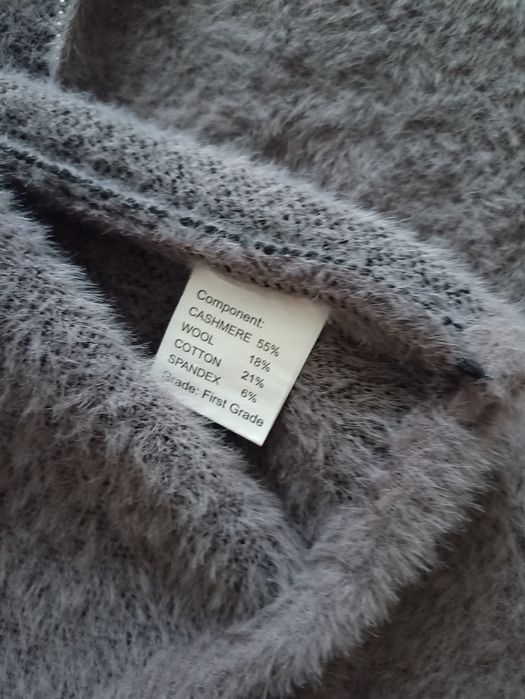 Component:
CASHMERE 55%
WOOL 18%
COTTON 21%
SPANDEX 6%
Grade: First Grade